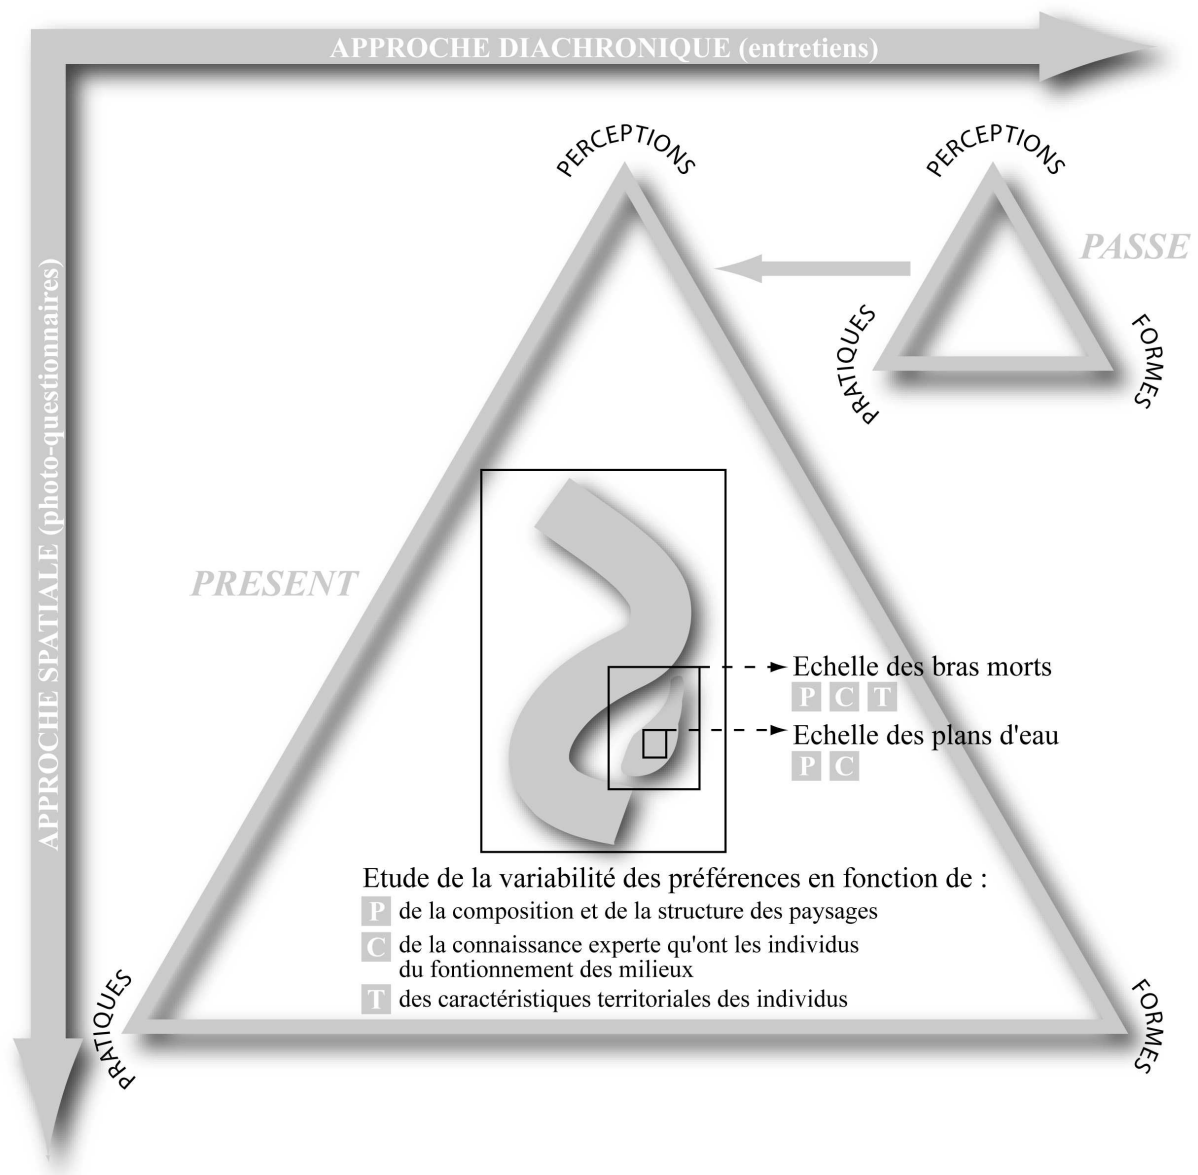 APPROCHE DIACHRONIQUE (entretiens)
APPROCHE SPATIALE (photo-questionnaires)
PERCEPTIONS
PERCEPTIONS
PASSE
PRATIQUES
FORMES
PRESENT
Echelle des bras morts
P C T
Echelle des plans d'eau
P C
Etude de la variabilité des préférences en fonction de :
P de la composition et de la structure des paysages
C de la connaissance experte qu'ont les individus
du fontionnement des milieux
T des caractéristiques territoriales des individus
PRATIQUES
FORMES